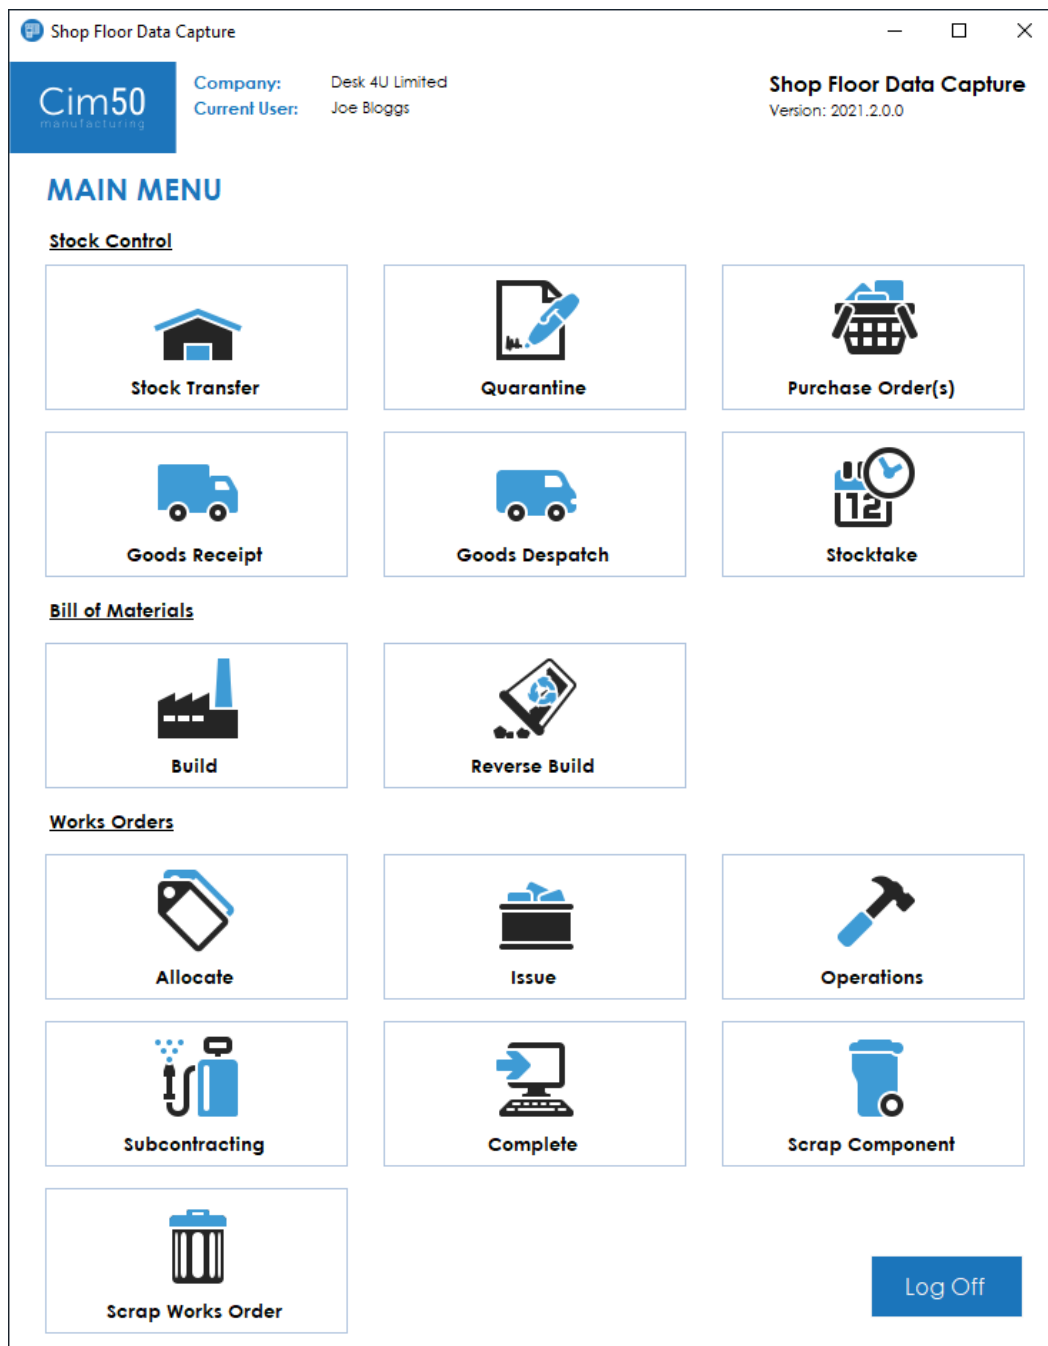 Shop Floor Data Capture
Cim50
manufacturing
Company: Desk 4U Limited
Current User: Joe Bloggs
Shop Floor Data Capture
Version: 2021.2.0.0
MAIN MENU
Stock Control
Stock Transfer
Quarantine
Purchase Order(s)
12
Goods Receipt
Goods Despatch
Stocktake
Bill of Materials
Build
Reverse Build
Works Orders
Allocate
Issue
Operations
Subcontracting
Complete
Scrap Component
Scrap Works Order
Log Off